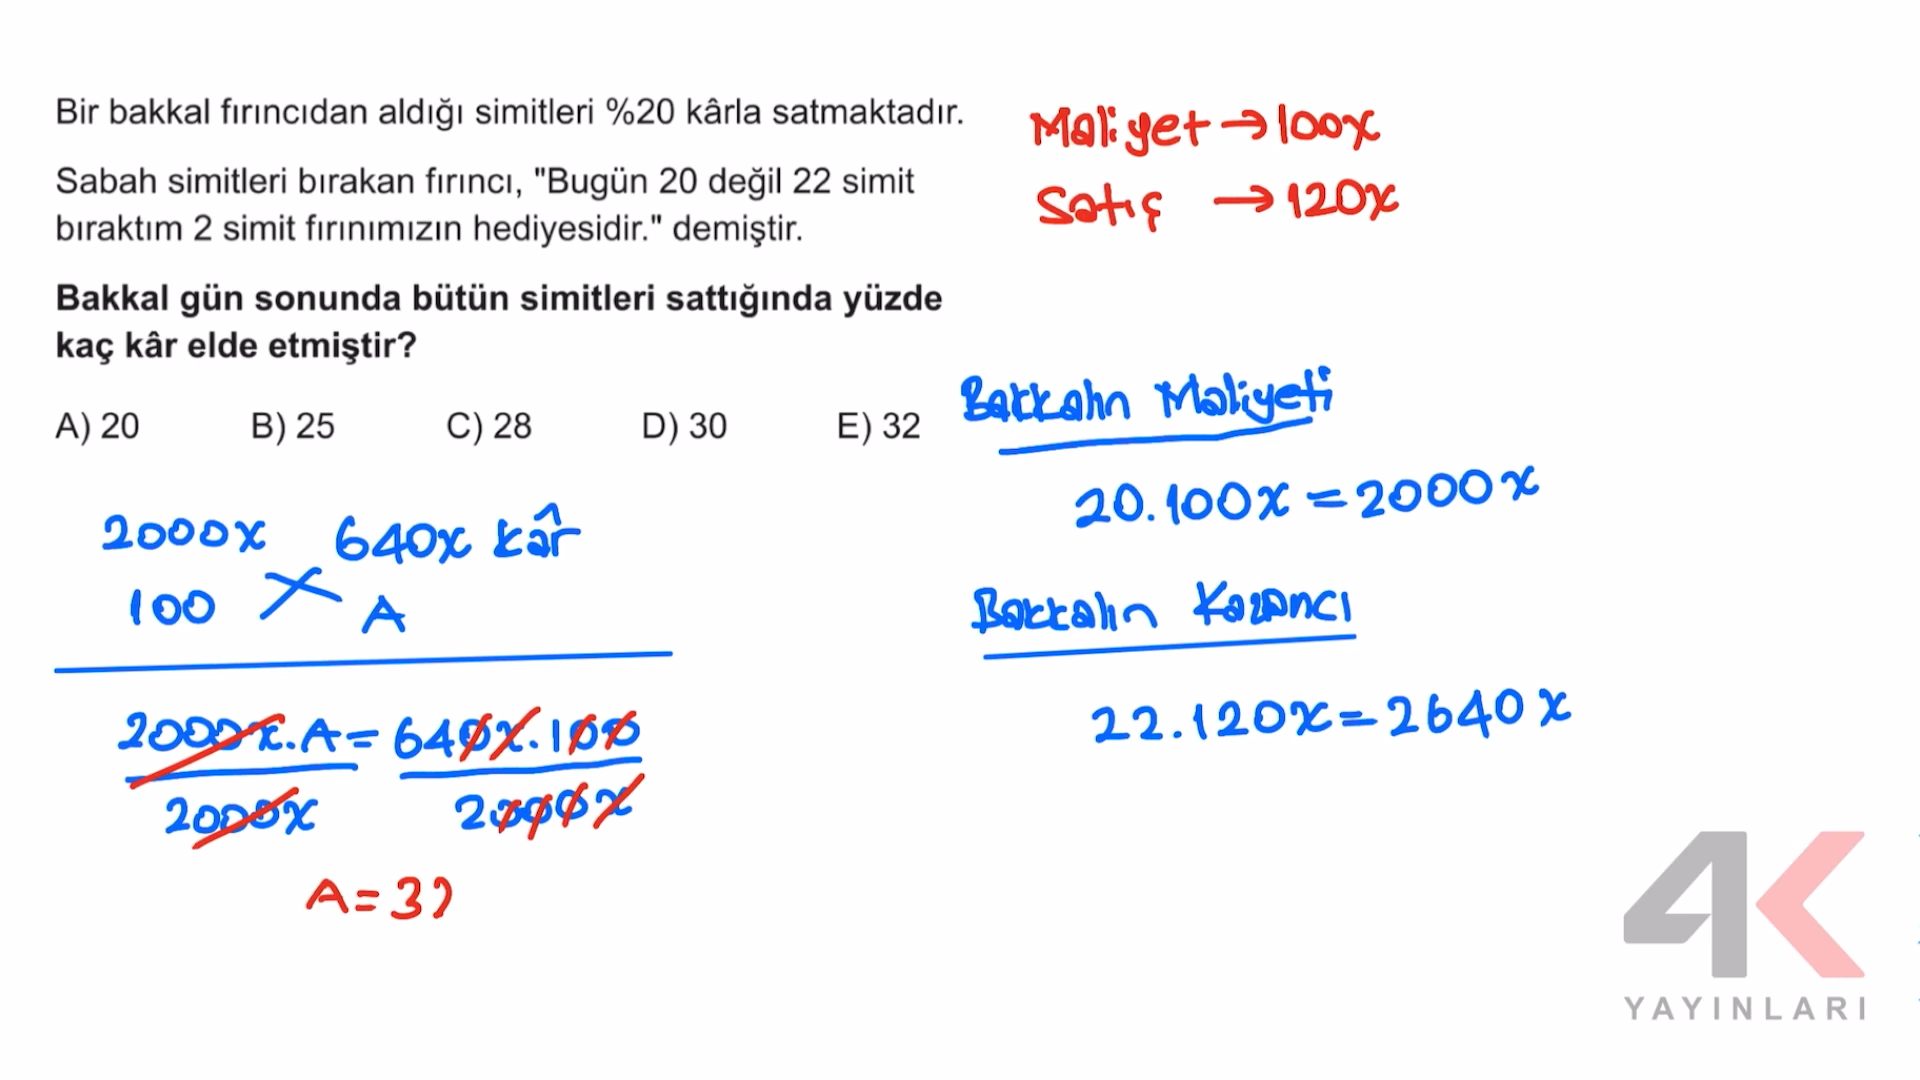 Bir bakkal fırıncıdan aldığı simitleri %20 kârla satmaktadır.
Sabah simitleri bırakan fırıncı, "Bugün 20 değil 22 simit
bıraktım 2 simit fırınımızın hediyesidir." demiştir.
Bakkal gün sonunda bütün simitleri sattığında yüzde
kaç kâr elde etmiştir?
A) 20 B) 25 C) 28 D) 30 E) 32
Maliyet → 100x
Satış → 120x
Bakkalın Maliyeti
20.100x = 2000x
Bakkalın Kazancı
22.120x = 2640x
2000x 640x kâr
100 A
2000x.A = 640x.100
2000x 2000x
A = 32
4K
YAYINLARI